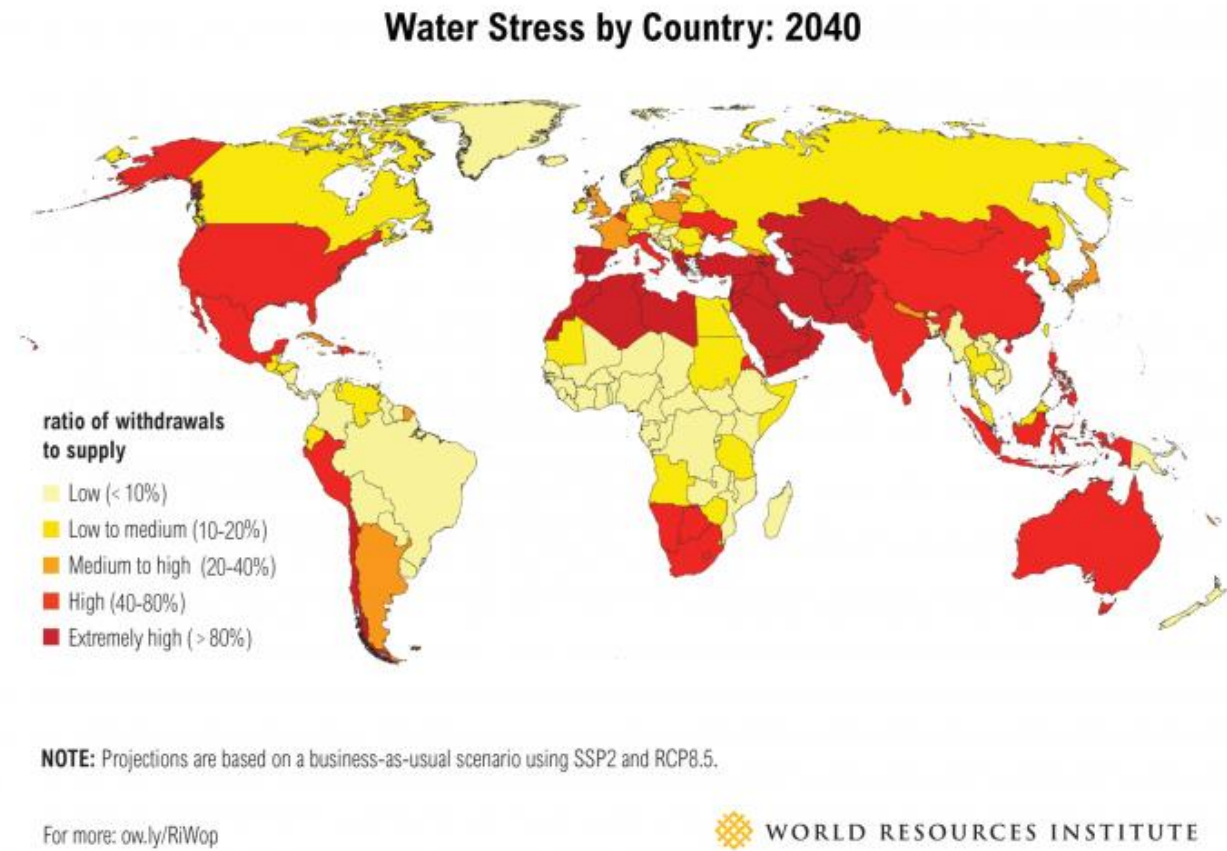 Water Stress by Country: 2040
ratio of withdrawals
to supply
Low (< 10%)
Low to medium (10-20%)
Medium to high (20-40%)
High (40-80%)
Extremely high ( > 80%)
NOTE: Projections are based on a business-as-usual scenario using SSP2 and RCP8.5.
For more: ow.ly/RiWop
WORLD RESOURCES INSTITUTE